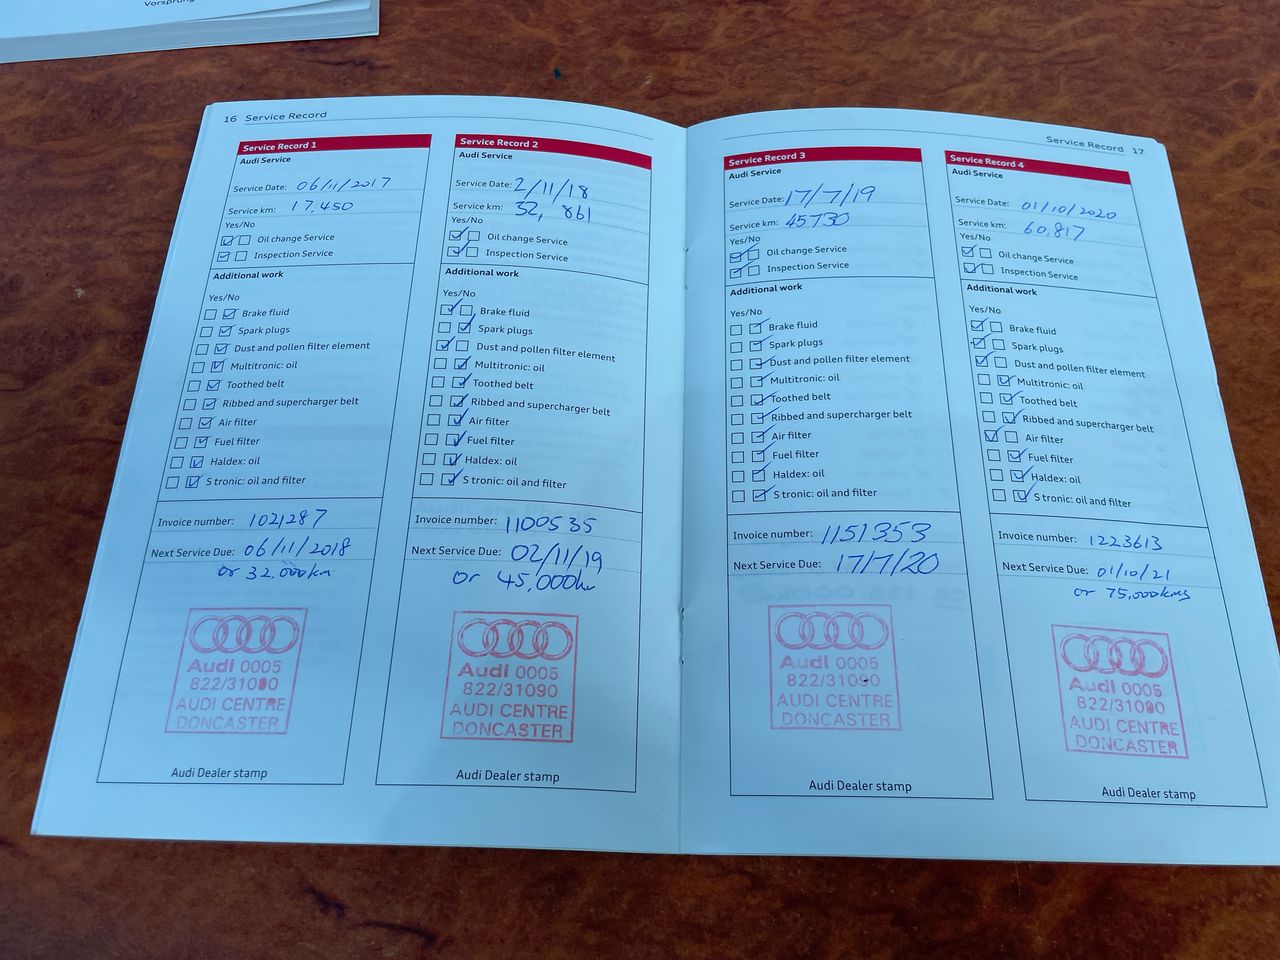 Vorsprung
16 Service Record
Service Record 1
Audi Service
Service Date: 06/11/2017
Service km: 17,450
Yes/No
Oil change Service
Inspection Service
Additional work
Yes/No
Brake fluid
Spark plugs
Dust and pollen filter element
Multitronic: oil
Toothed belt
Ribbed and supercharger belt
Air filter
Fuel filter
Haldex: oil
S tronic: oil and filter
Invoice number: 1021287
Next Service Due: 06/11/2018
or 32,000km
Audi 0005
822/31090
AUDI CENTRE
DONCASTER
Audi Dealer stamp
Service Record 2
Audi Service
Service Date: 2/11/18
Service km: 32,861
Yes/No
Oil change Service
Inspection Service
Additional work
Yes/No
Brake fluid
Spark plugs
Dust and pollen filter element
Multitronic: oil
Toothed belt
Ribbed and supercharger belt
Air filter
Fuel filter
Haldex: oil
S tronic: oil and filter
Invoice number: 1100535
Next Service Due: 02/11/19
or 45,000km
Audi 0005
822/31090
AUDI CENTRE
DONCASTER
Audi Dealer stamp
Service Record 17
Service Record 3
Audi Service
Service Date: 17/7/19
Service km: 45730
Yes/No
Oil change Service
Inspection Service
Additional work
Yes/No
Brake fluid
Spark plugs
Dust and pollen filter element
Multitronic: oil
Toothed belt
Ribbed and supercharger belt
Air filter
Fuel filter
Haldex: oil
S tronic: oil and filter
Invoice number: 1151353
Next Service Due: 17/7/20
Audi 0005
822/31090
AUDI CENTRE
DONCASTER
Audi Dealer stamp
Service Record 4
Audi Service
Service Date: 01/10/2020
Service km: 60,817
Yes/No
Oil change Service
Inspection Service
Additional work
Yes/No
Brake fluid
Spark plugs
Dust and pollen filter element
Multitronic: oil
Toothed belt
Ribbed and supercharger belt
Air filter
Fuel filter
Haldex: oil
S tronic: oil and filter
Invoice number: 1223613
Next Service Due: 01/10/21
or 75,000kms
Audi 0005
822/31090
AUDI CENTRE
DONCASTER
Audi Dealer stamp